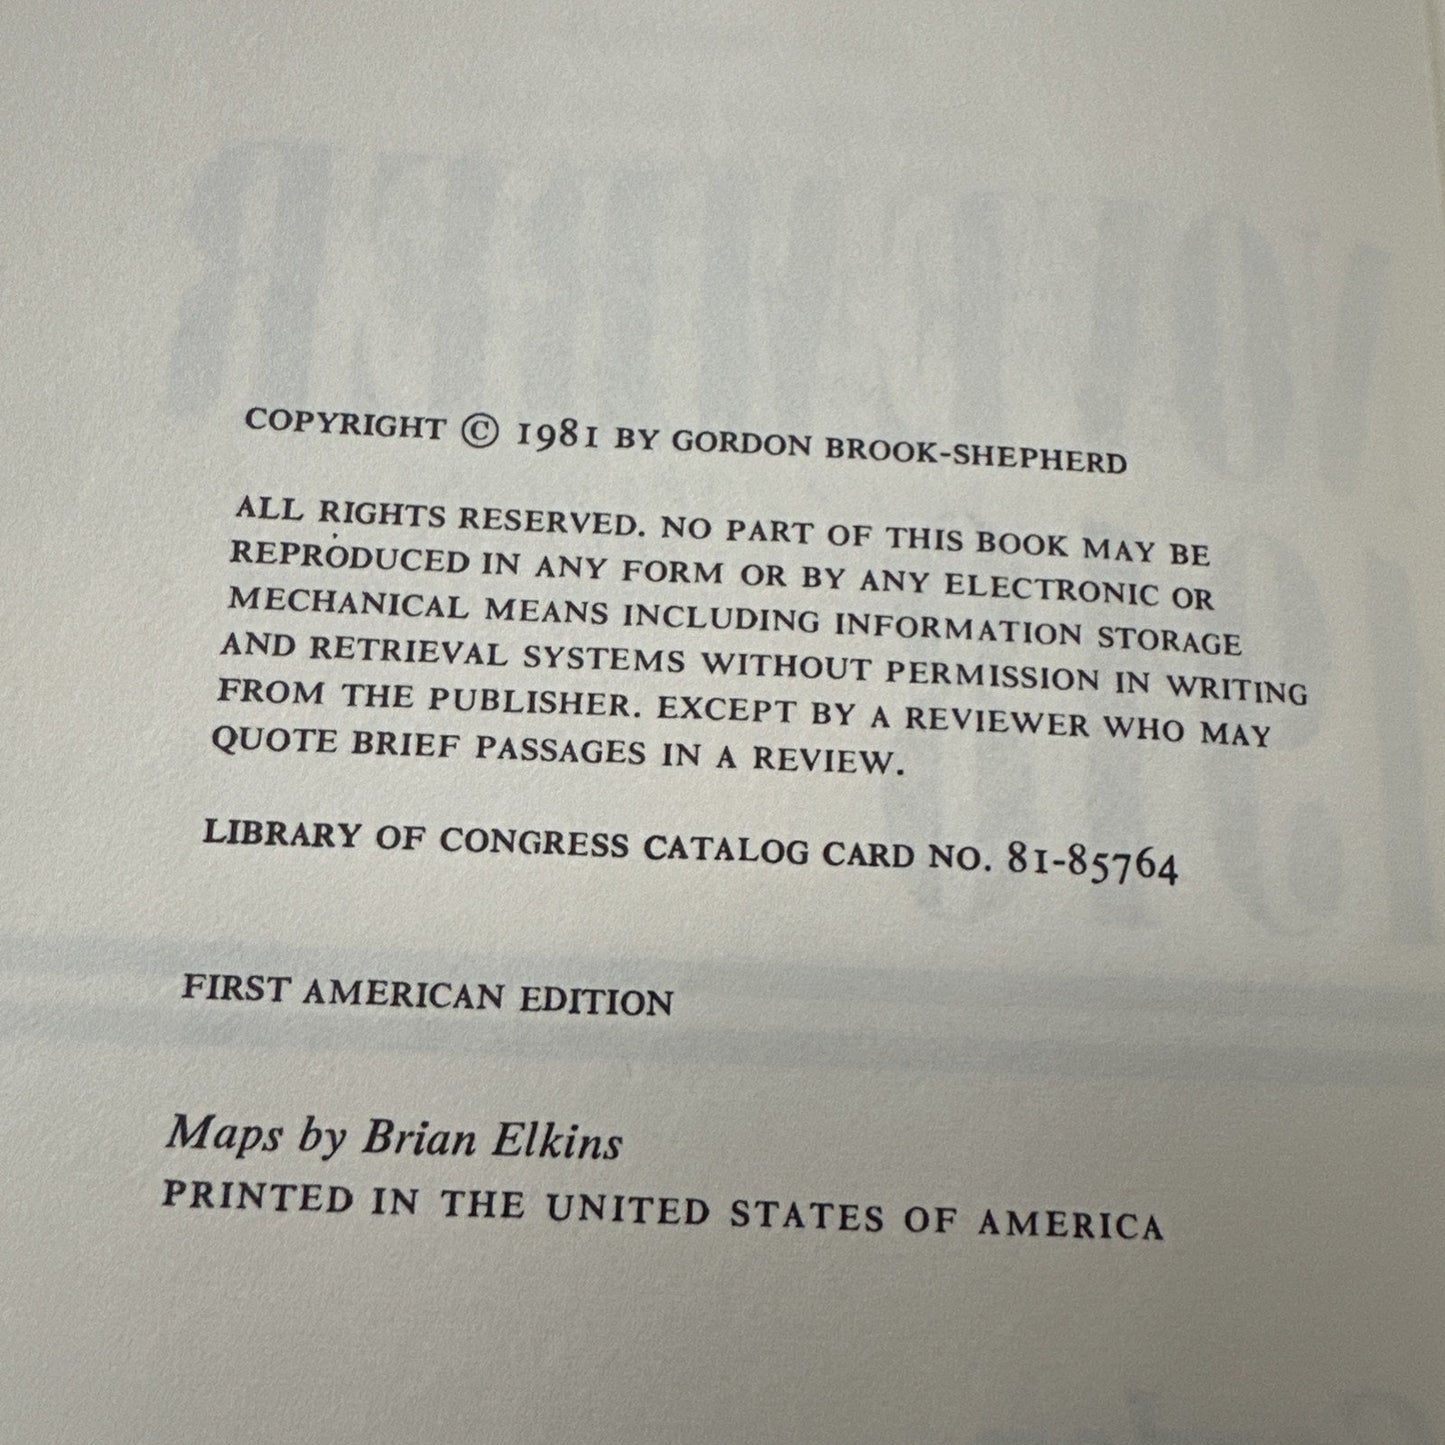 COPYRIGHT © 1981 BY GORDON BROOK-SHEPHERD
ALL RIGHTS RESERVED. NO PART OF THIS BOOK MAY BE
REPRODUCED IN ANY FORM OR BY ANY ELECTRONIC OR
MECHANICAL MEANS INCLUDING INFORMATION STORAGE
AND RETRIEVAL SYSTEMS WITHOUT PERMISSION IN WRITING
FROM THE PUBLISHER. EXCEPT BY A REVIEWER WHO MAY
QUOTE BRIEF PASSAGES IN A REVIEW.
LIBRARY OF CONGRESS CATALOG CARD NO. 81-85764
FIRST AMERICAN EDITION
Maps by Brian Elkins
PRINTED IN THE UNITED STATES OF AMERICA